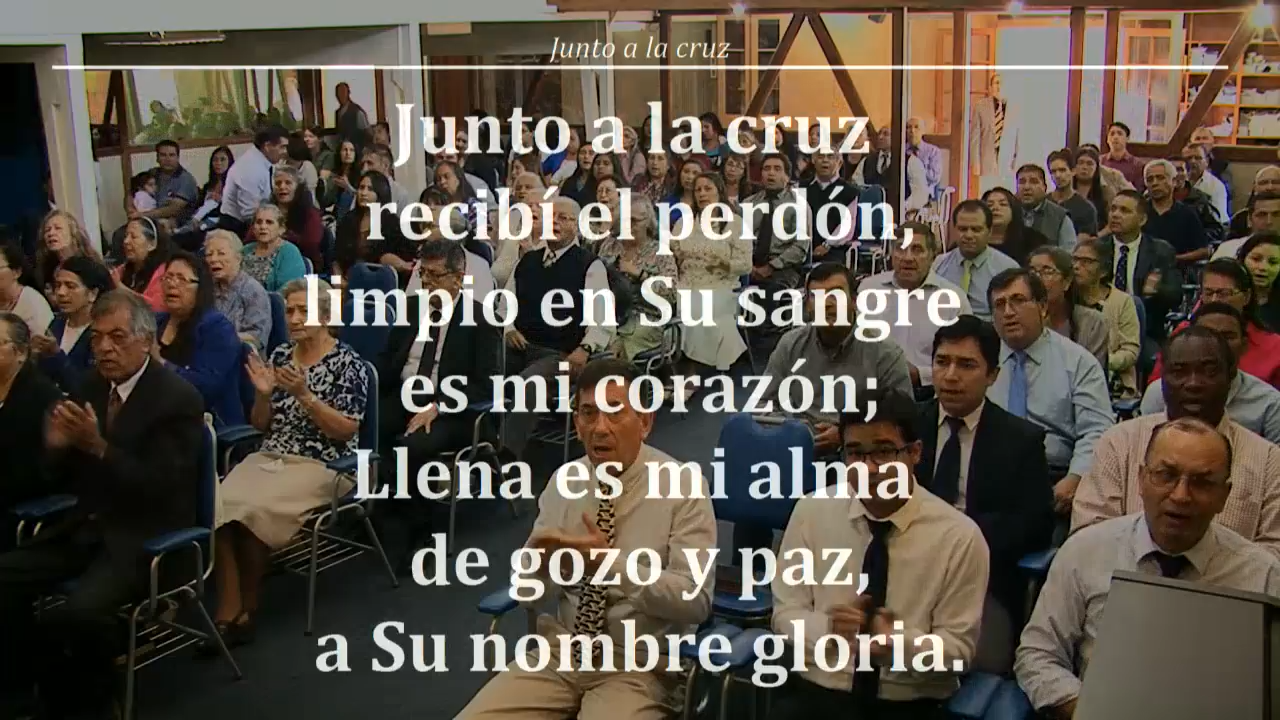 Junto a la cruz
Junto a la cruz
recibí el perdón,
limpio en Su sangre
es mi corazón;
Llena es mi alma
de gozo y paz,
a Su nombre gloria.